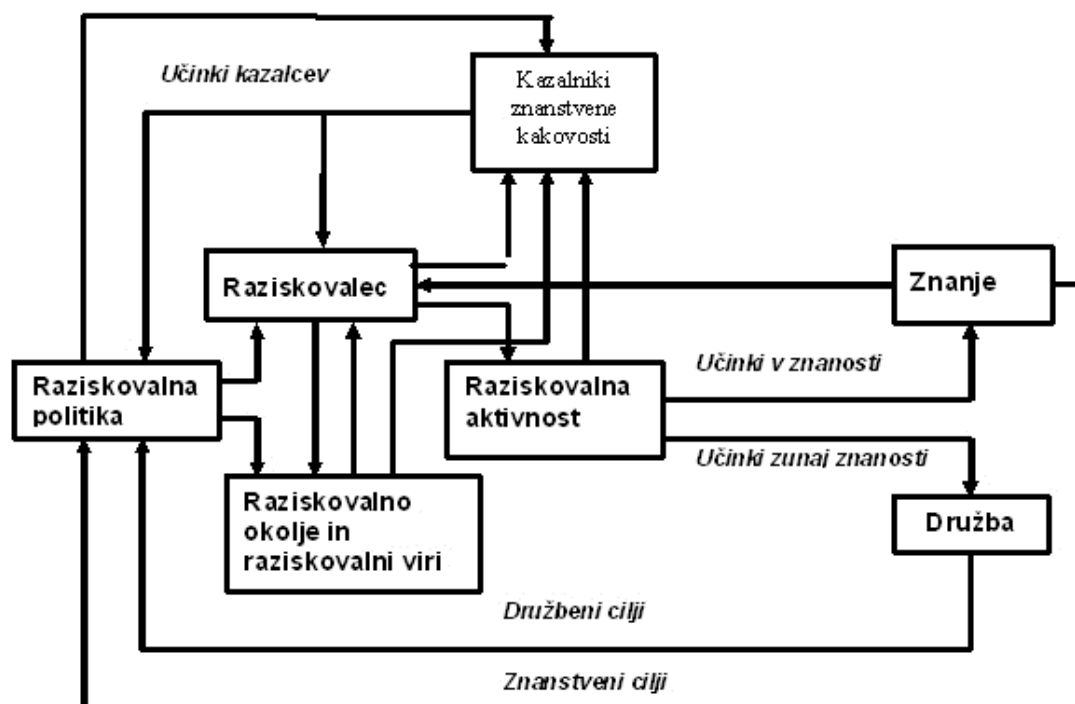 Učinki kazalcev
Kazalniki
znanstvene
kakovosti
Raziskovalec
Znanje
Raziskovalna
politika
Raziskovalna
aktivnost
Učinki v znanosti
Učinki zunaj znanosti
Raziskovalno
okolje in
raziskovalni viri
Družba
Družbeni cilji
Znanstveni cilji